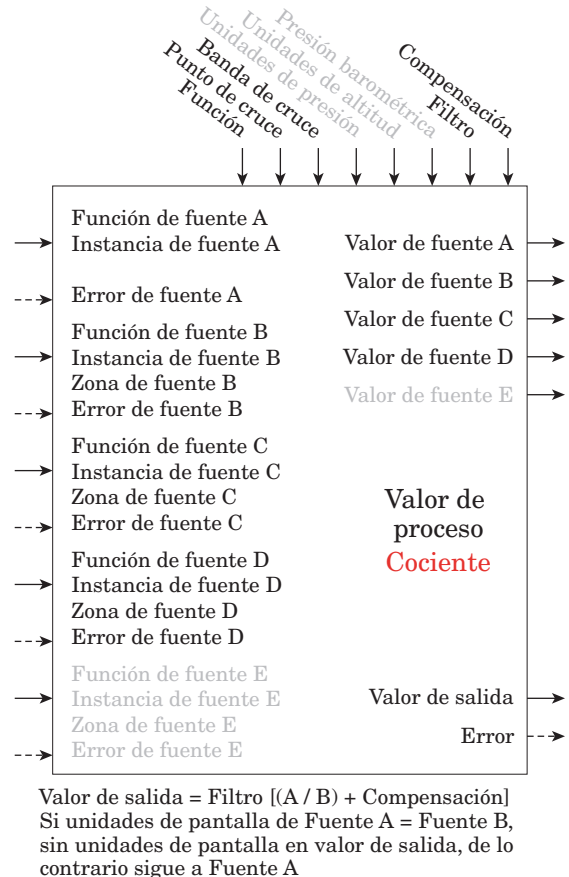 Función
Punto de cruce
Banda de cruce
Unidades de presión
Unidades de altitud
Presión barométrica
Filtro
Compensación
Función de fuente A
Instancia de fuente A
Error de fuente A
Función de fuente B
Instancia de fuente B
Zona de fuente B
Error de fuente B
Función de fuente C
Instancia de fuente C
Zona de fuente C
Error de fuente C
Función de fuente D
Instancia de fuente D
Zona de fuente D
Error de fuente D
Función de fuente E
Instancia de fuente E
Zona de fuente E
Error de fuente E
Valor de fuente A
Valor de fuente B
Valor de fuente C
Valor de fuente D
Valor de fuente E
Valor de
proceso
Cociente
Valor de salida
Error
Valor de salida = Filtro [(A / B) + Compensación]
Si unidades de pantalla de Fuente A = Fuente B,
sin unidades de pantalla en valor de salida, de lo
contrario sigue a Fuente A